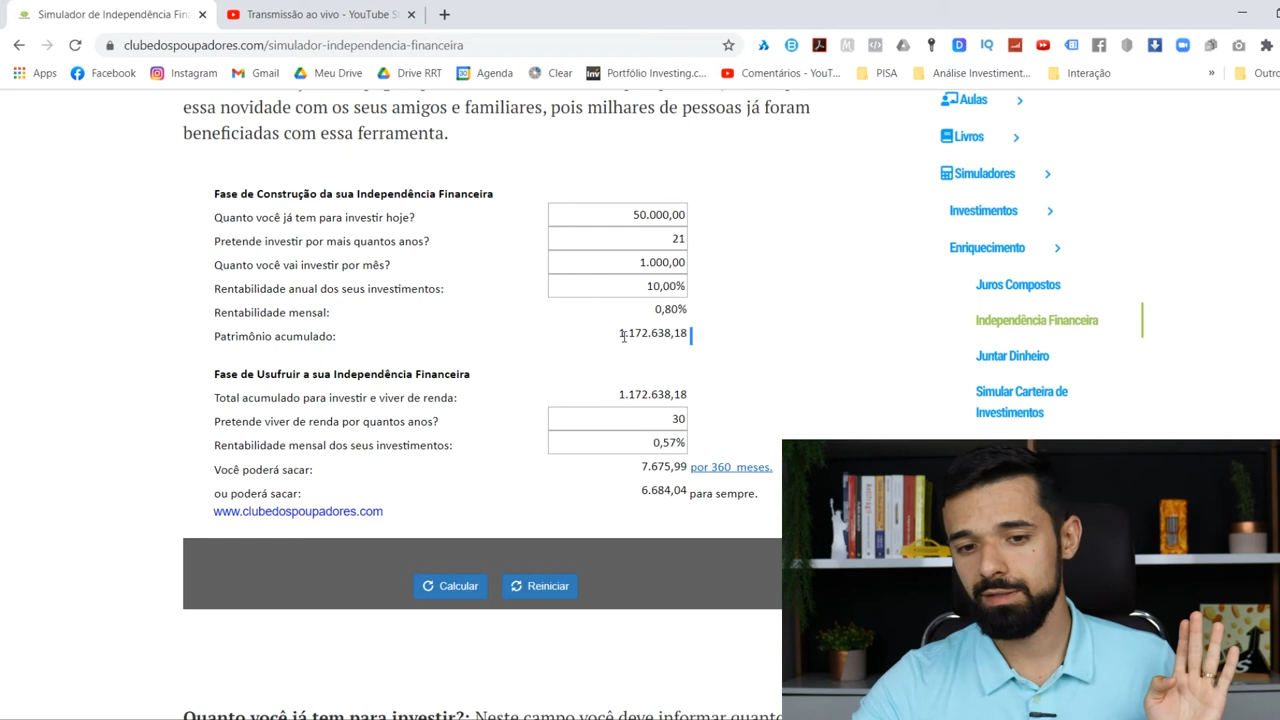 Simulador de Independência Fin
Transmissão ao vivo - YouTube S
clubedospoupadores.com/simulador-independencia-financeira
Apps
Facebook
Instagram
Gmail
Meu Drive
Drive RRT
Agenda
Clear
Portfólio Investing.c...
Comentários - YouT...
PISA
Análise Investiment...
Interação
»
Outro
essa novidade com os seus amigos e familiares, pois milhares de pessoas já foram
beneficiadas com essa ferramenta.
Fase de Construção da sua Independência Financeira
Quanto você já tem para investir hoje? 50.000,00
Pretende investir por mais quantos anos? 21
Quanto você vai investir por mês? 1.000,00
Rentabilidade anual dos seus investimentos: 10,00%
Rentabilidade mensal: 0,80%
Patrimônio acumulado: 1.172.638,18
Fase de Usufruir a sua Independência Financeira
Total acumulado para investir e viver de renda: 1.172.638,18
Pretende viver de renda por quantos anos? 30
Rentabilidade mensal dos seus investimentos: 0,57%
Você poderá sacar: 7.675,99 por 360 meses.
ou poderá sacar: 6.684,04 para sempre.
www.clubedospoupadores.com
Calcular
Reiniciar
Quanto você já tem para investir?: Neste campo você deve informar quanto
Aulas
Livros
Simuladores
Investimentos
Enriquecimento
Juros Compostos
Independência Financeira
Juntar Dinheiro
Simular Carteira de
Investimentos